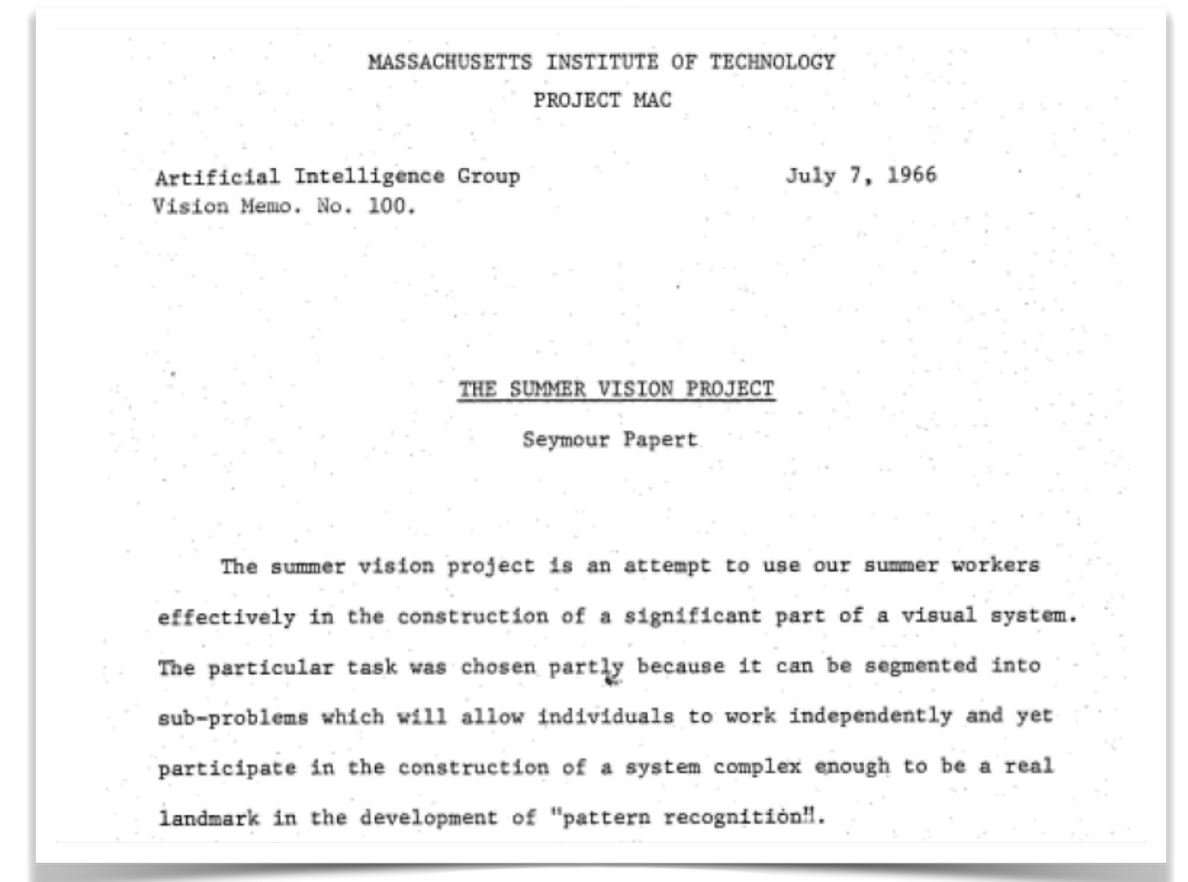 MASSACHUSETTS INSTITUTE OF TECHNOLOGY
PROJECT MAC
Artificial Intelligence Group July 7, 1966
Vision Memo. No. 100.
THE SUMMER VISION PROJECT
Seymour Papert
The summer vision project is an attempt to use our summer workers
effectively in the construction of a significant part of a visual system.
The particular task was chosen partly because it can be segmented into
sub-problems which will allow individuals to work independently and yet
participate in the construction of a system complex enough to be a real
landmark in the development of "pattern recognition".